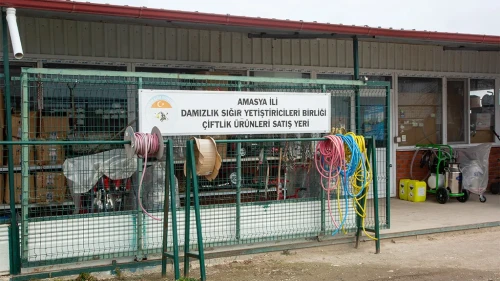 AMASYA İLİ
DAMIZLIK SIĞIR YETİŞTİRİCİLERİ BİRLİĞİ
ÇİFTLİK ÜRÜNLERİ SATIŞ YERİ